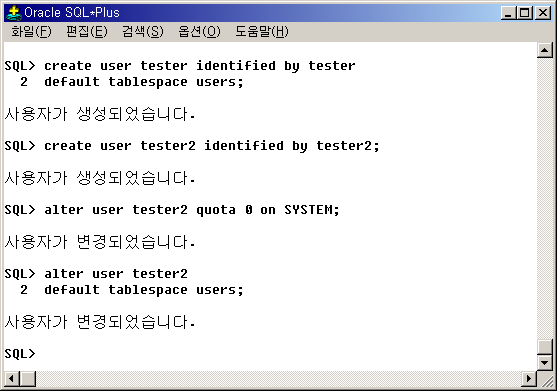 Oracle SQL*Plus
화일(F) 편집(E) 검색(S) 옵션(O) 도움말(H)
SQL> create user tester identified by tester
2 default tablespace users;
사용자가 생성되었습니다.
SQL> create user tester2 identified by tester2;
사용자가 생성되었습니다.
SQL> alter user tester2 quota 0 on SYSTEM;
사용자가 변경되었습니다.
SQL> alter user tester2
2 default tablespace users;
사용자가 변경되었습니다.
SQL>